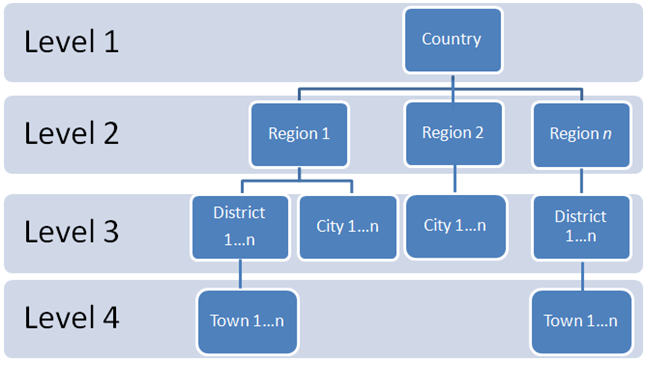 Level 1
Country
Level 2
Region 1
Region 2
Region n
Level 3
District
1...n
City 1...n
City 1...n
District
1...n
Level 4
Town 1...n
Town 1...n